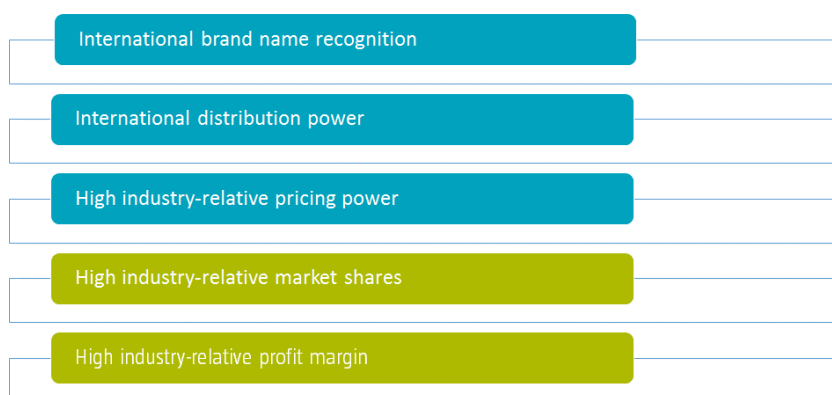 International brand name recognition
International distribution power
High industry-relative pricing power
High industry-relative market shares
High industry-relative profit margin